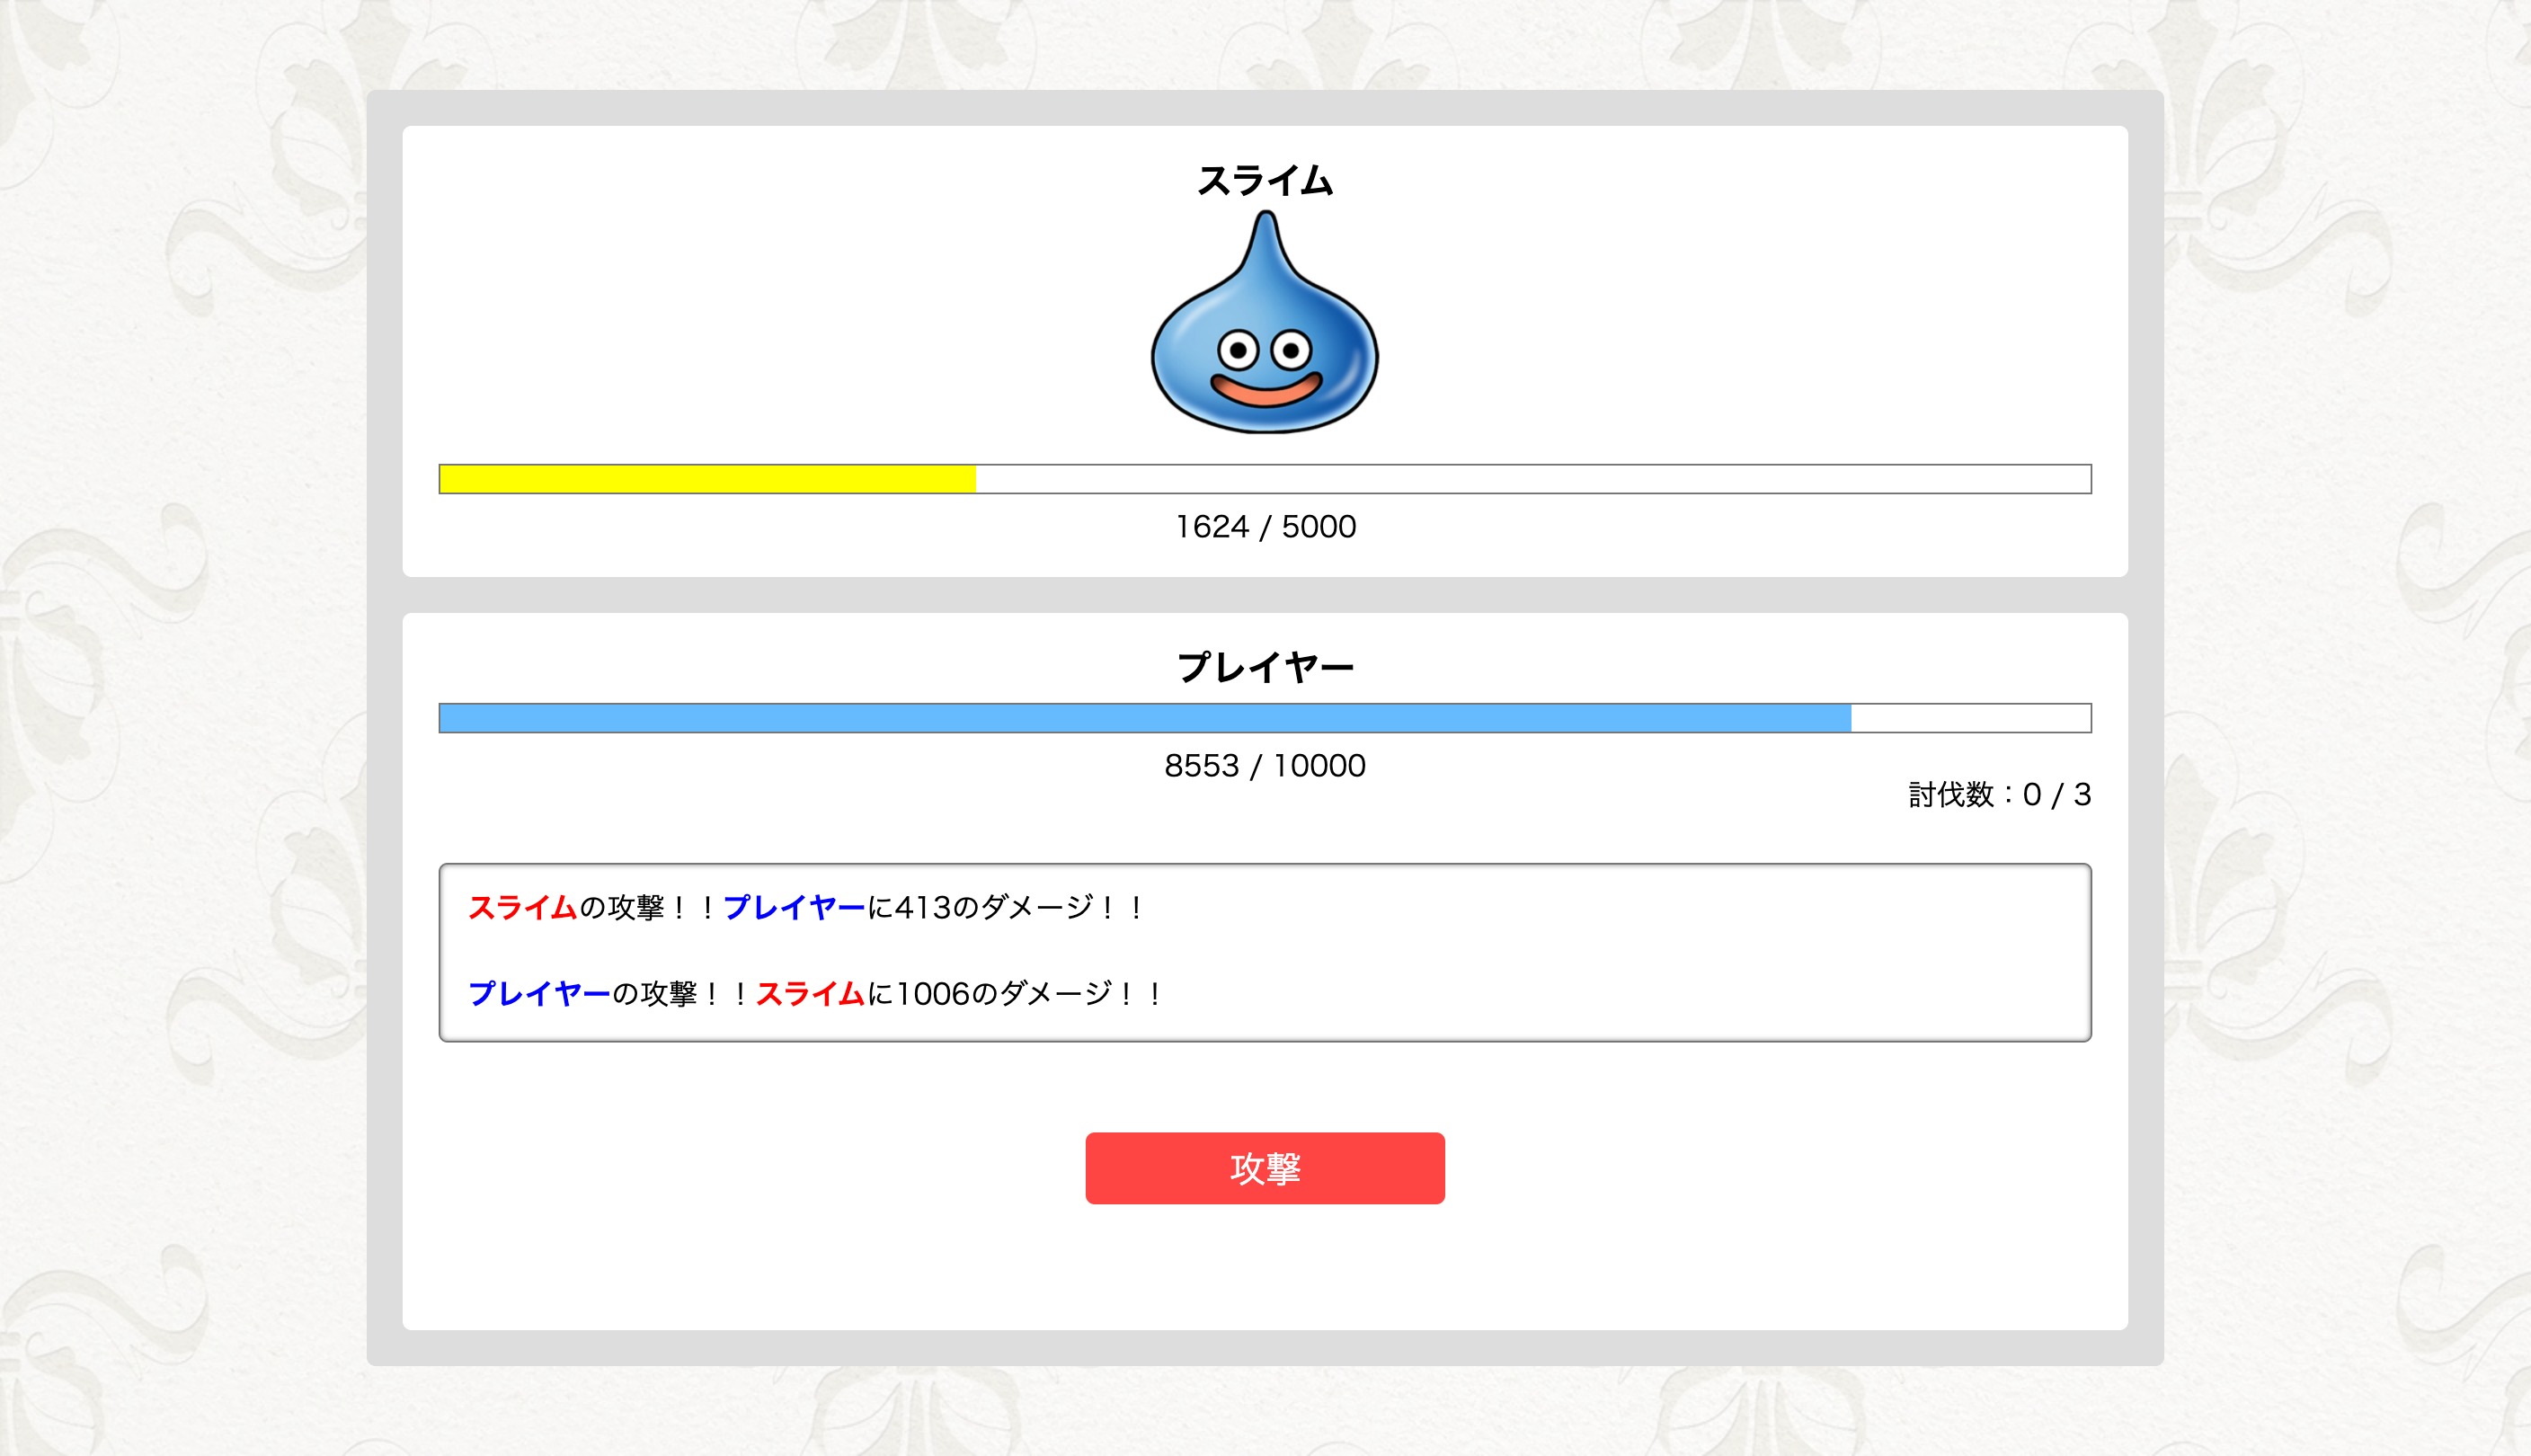 スライム
1624 / 5000
プレイヤー
8553 / 10000
討伐数：0 / 3
スライムの攻撃！！プレイヤーに413のダメージ！！
プレイヤーの攻撃！！スライムに1006のダメージ！！
攻撃